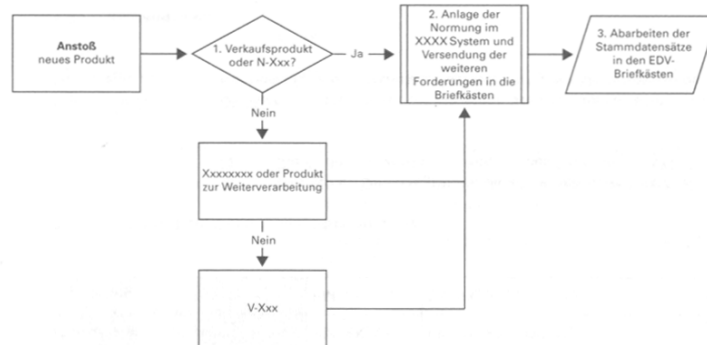 Anstoß
neues Produkt
1. Verkaufsprodukt
oder N-Xxx?
Ja
2. Anlage der
Normung im
XXXX System und
Versendung der
weiteren
Forderungen in die
Briefkästen
3. Abarbeiten der
Stammdatensätze
in den EDV-
Briefkästen
Nein
Xxxxxxxx oder Produkt
zur Weiterverarbeitung
Nein
V-Xxx